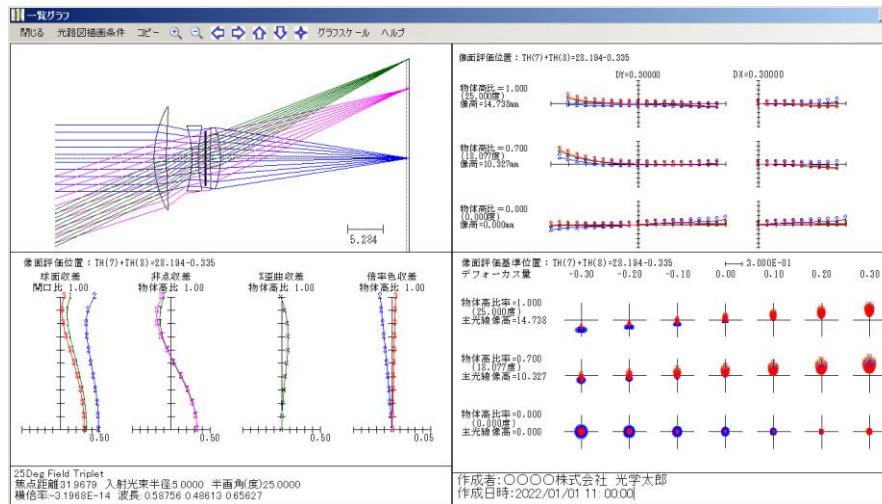 一覧グラフ
閉じる 光路図描画条件 コピー グラフスケール ヘルプ
5.284
像面評価位置：TH(7)+TH(8)=28.194-0.335
DY=0.30000 DX=0.30000
物体高比＝1.000
(25.000度)
像高=14.738mm
物体高比＝0.700
(18.077度)
像高=10.327mm
物体高比＝0.000
(0.000度)
像高=0.000mm
像面評価位置：TH(7)+TH(8)=28.194-0.335
球面収差 非点収差 %歪曲収差 倍率色収差
開口比 1.00 物体高比 1.00 物体高比 1.00 物体高比 1.00
0.50 0.50 0.50 0.05
像面評価基準位置：TH(7)+TH(8)=28.194-0.335 3.000E-01
デフォーカス量 -0.30 -0.20 -0.10 0.00 0.10 0.20 0.30
物体高比率=1.000
(25.000度)
主光線像高=14.738
物体高比率=0.700
(18.077度)
主光線像高=10.327
物体高比率=0.000
(0.000度)
主光線像高=0.000
25Deg Field Triplet
焦点距離31.9679 入射光束半径5.0000 半画角(度)25.0000
横倍率-3.1968E-14 波長 0.58756 0.48613 0.65627
作成者：〇〇〇〇株式会社 光学太郎
作成日時：2022/01/01 11:00:00